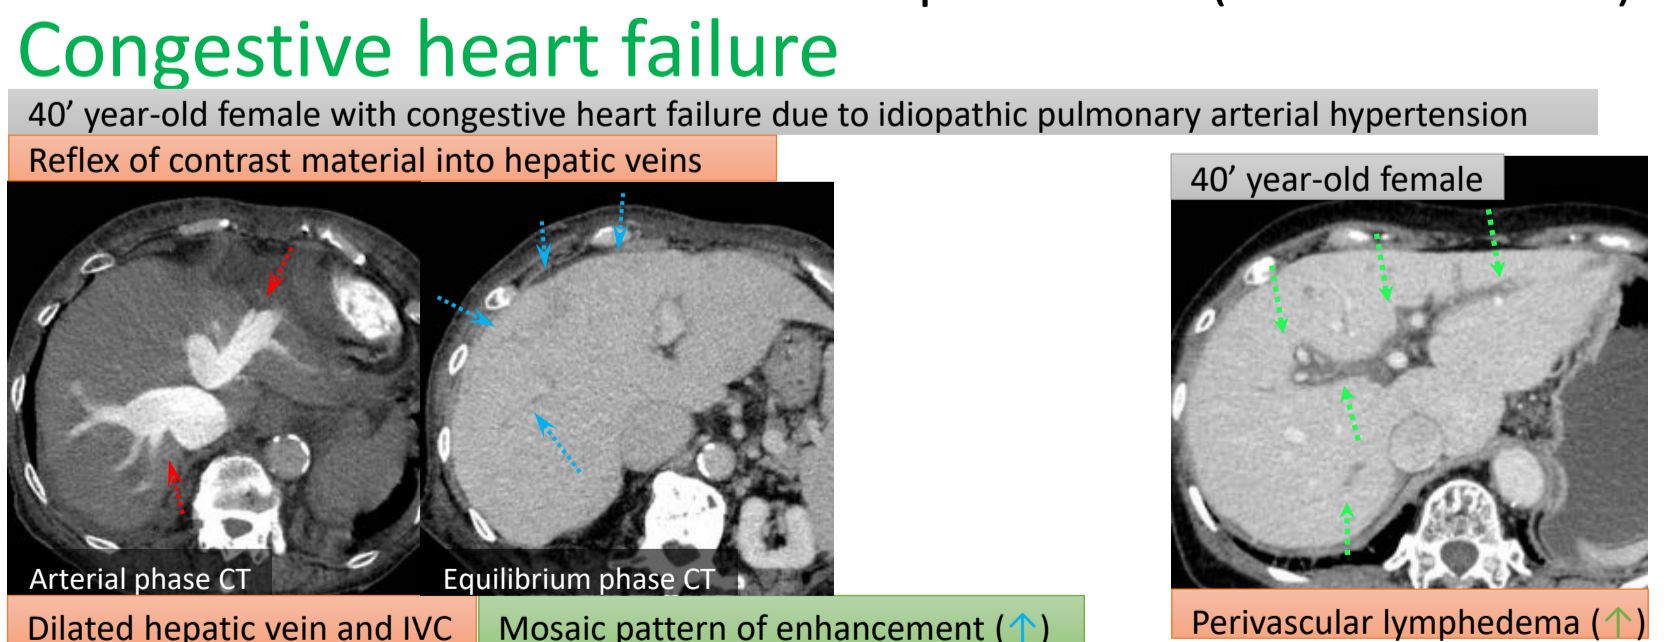 Congestive heart failure
40’ year-old female with congestive heart failure due to idiopathic pulmonary arterial hypertension
Reflex of contrast material into hepatic veins
40’ year-old female
Arterial phase CT
Equilibrium phase CT
Dilated hepatic vein and IVC
Mosaic pattern of enhancement (↑)
Perivascular lymphedema (↑)